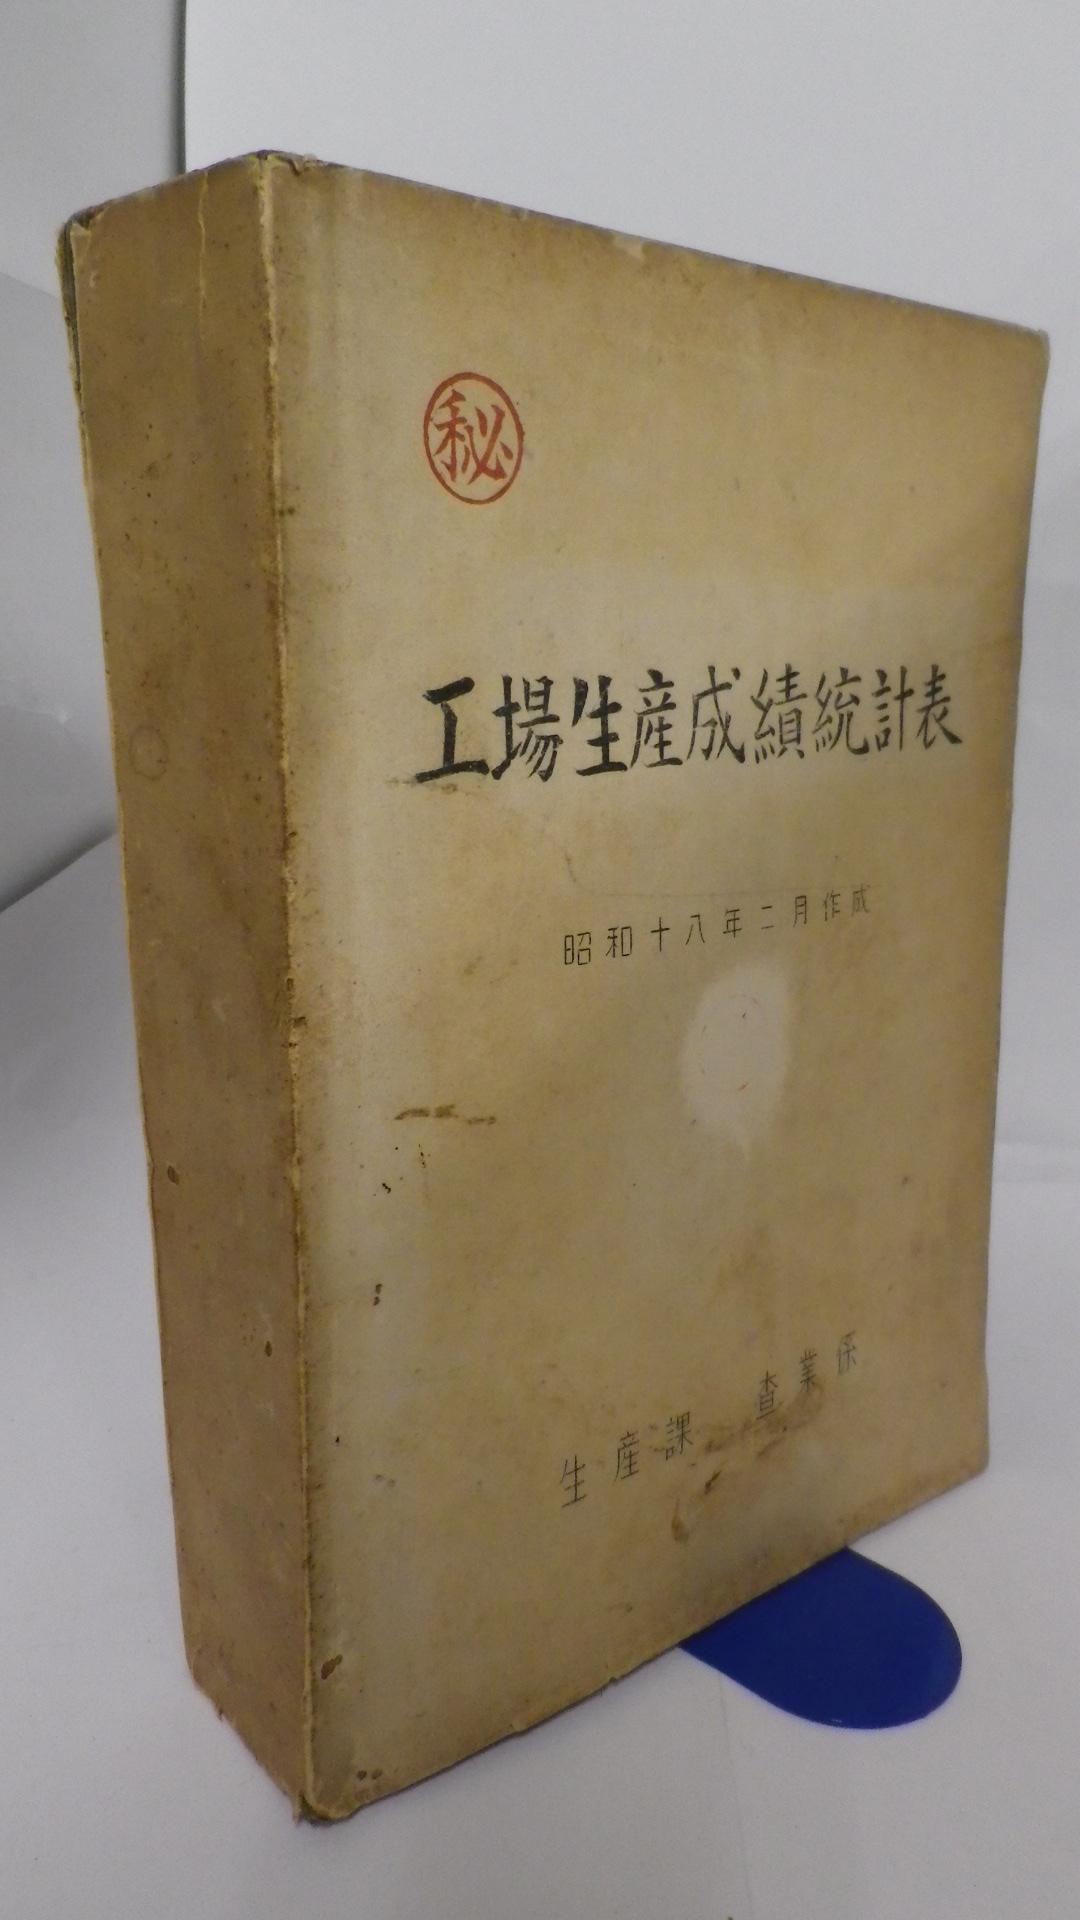 秘
工場生産成績統計表
昭和十八年二月作成
生産課 査業係